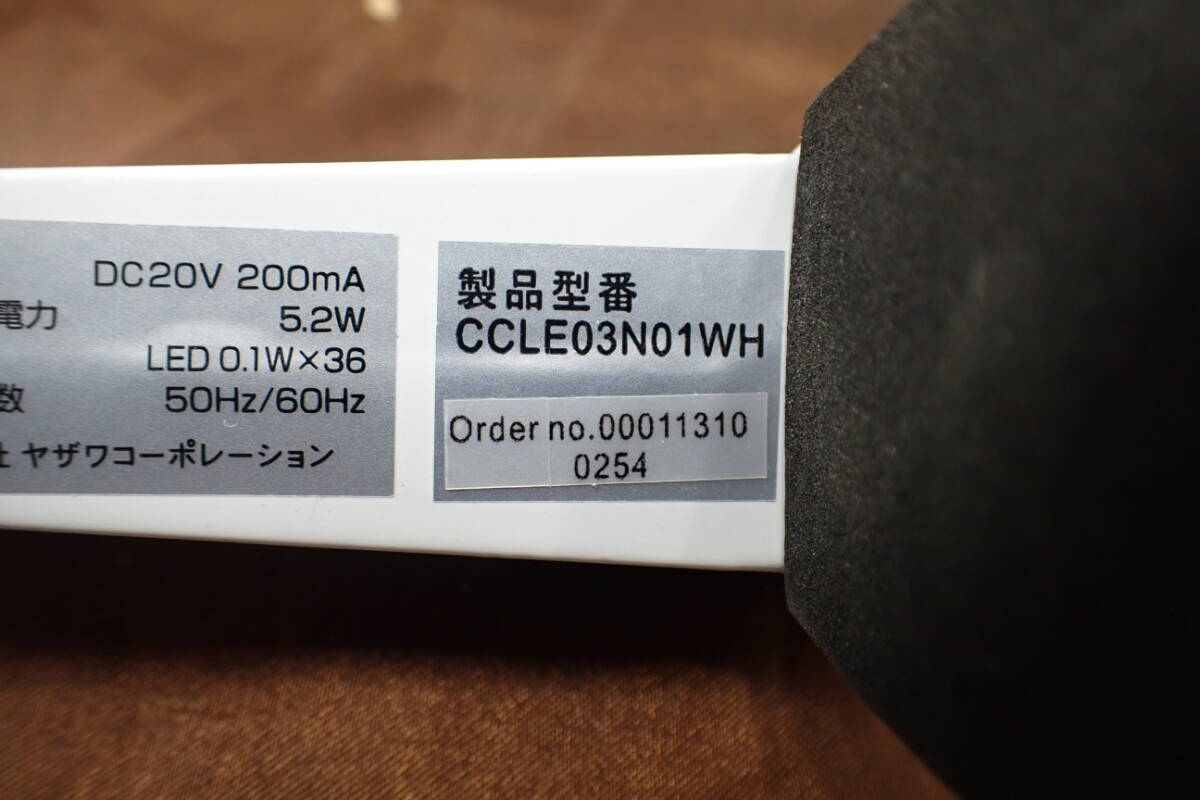 DC20V 200mA
電力 5.2W
LED 0.1W×36
数 50Hz/60Hz
社 ヤザワコーポレーション
製品型番
CCLE03N01WH
Order no.00011310
0254